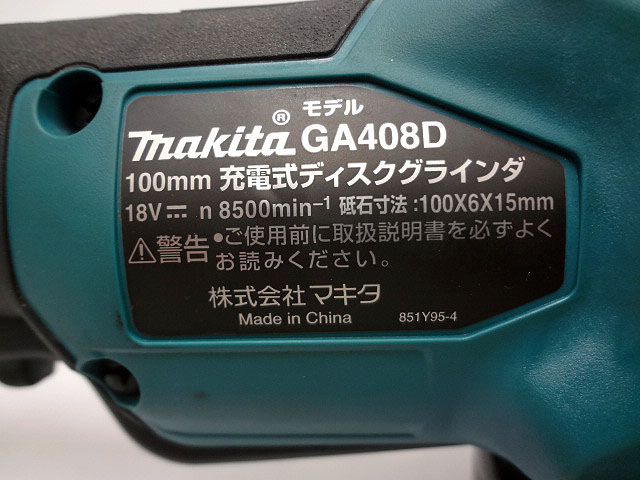 モデル
makita® GA408D
100mm 充電式ディスクグラインダ
18V⎓ n 8500min⁻¹ 砥石寸法:100X6X15mm
⚠警告 ●ご使用前に取扱説明書を必ずよく
お読みください。
株式会社マキタ
Made in China 851Y95-4